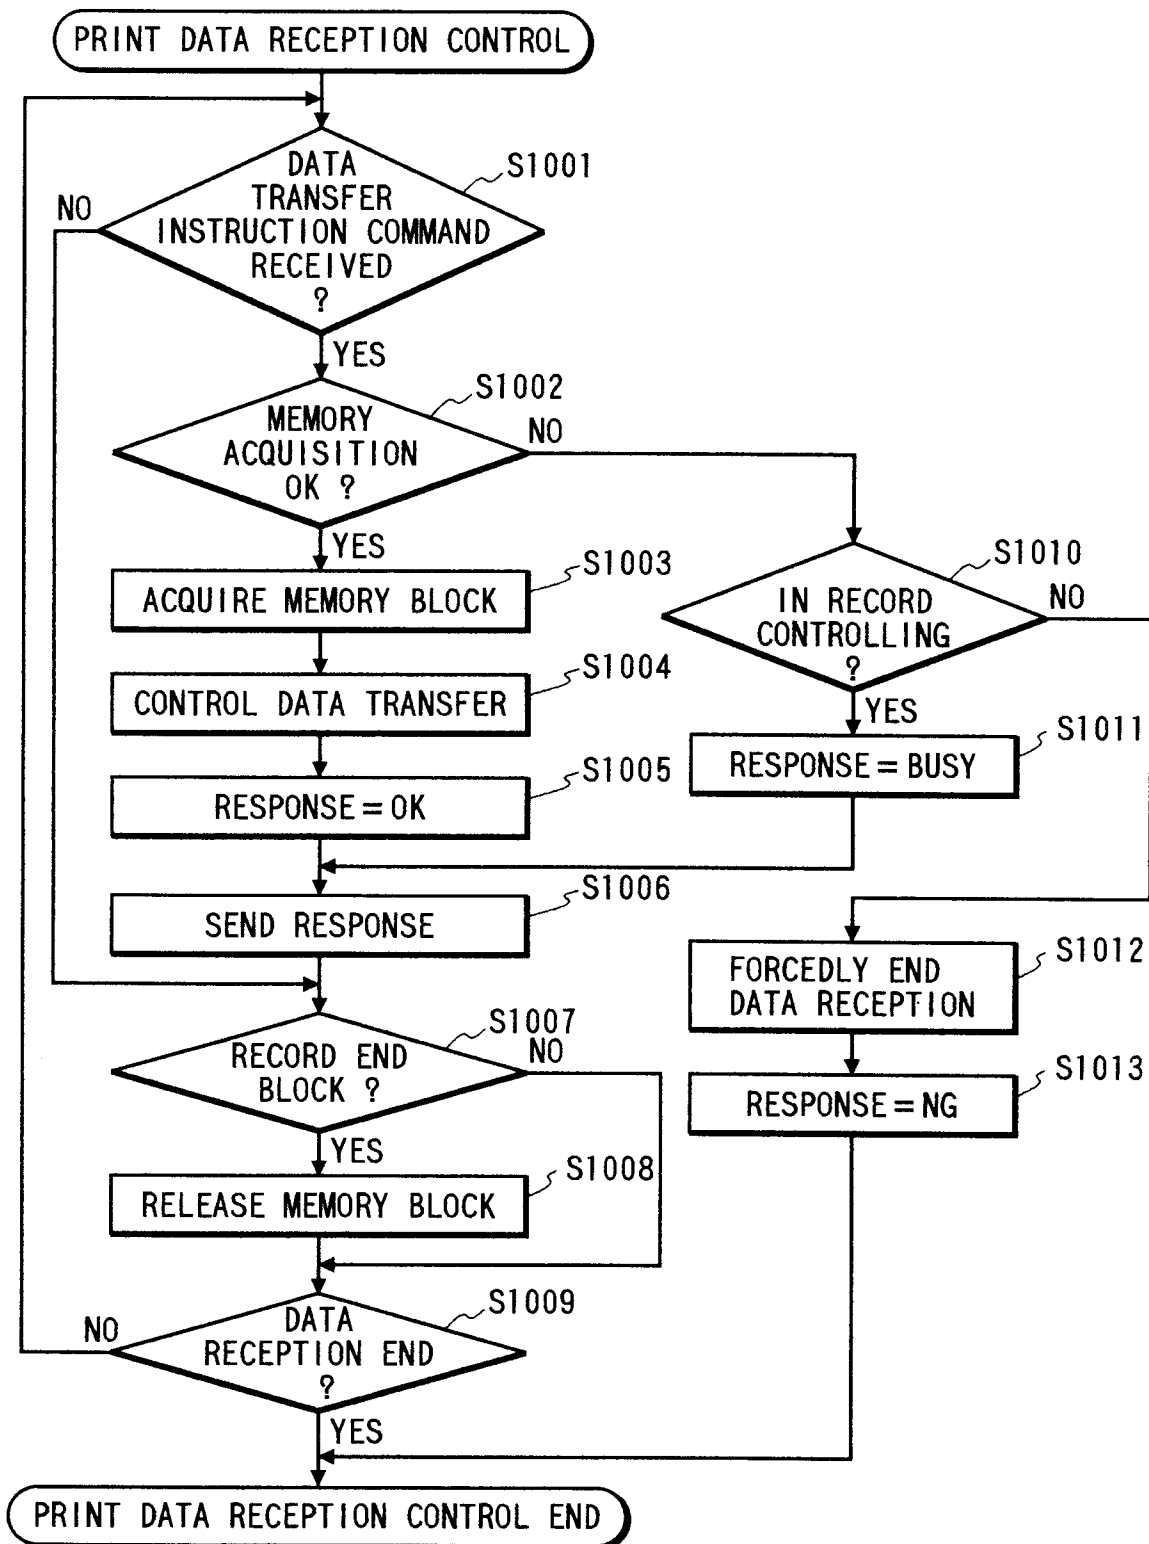 PRINT DATA RECEPTION CONTROL
DATA
TRANSFER
INSTRUCTION COMMAND
RECEIVED
?
S1001
NO
YES
MEMORY
ACQUISITION
OK ?
S1002
NO
YES
ACQUIRE MEMORY BLOCK
S1003
CONTROL DATA TRANSFER
S1004
RESPONSE=OK
S1005
SEND RESPONSE
S1006
RECORD END
BLOCK ?
S1007
NO
YES
RELEASE MEMORY BLOCK
S1008
DATA
RECEPTION END
?
S1009
NO
YES
IN RECORD
CONTROLLING
?
S1010
NO
YES
RESPONSE=BUSY
S1011
FORCEDLY END
DATA RECEPTION
S1012
RESPONSE=NG
S1013
PRINT DATA RECEPTION CONTROL END